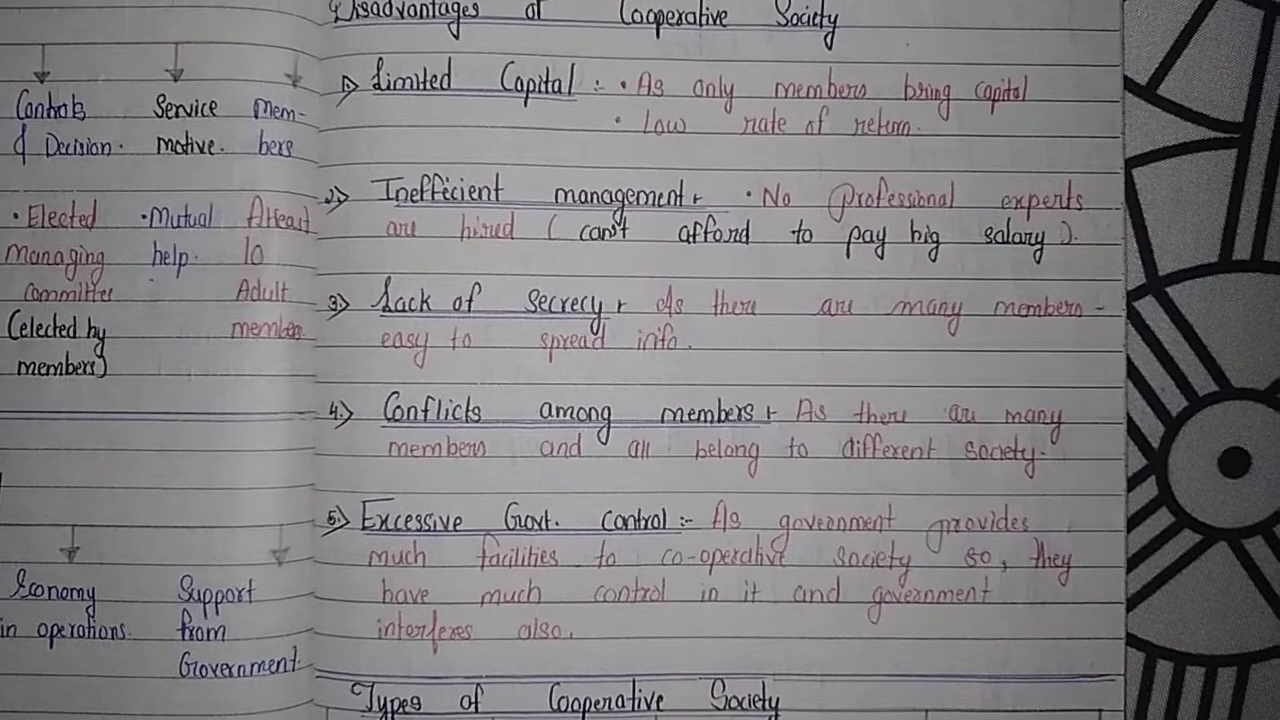 Disadvantages of Cooperative Society
Controls Service Mem-
& Decision. motive. bers
• Elected • Mutual Atleast
Managing help. 10
Committee Adult
(elected by member
members)
Economy Support
in operations. from
Government.
1) Limited Capital :- • As only members bring capital
• Low rate of return.
2) Inefficient management :- • No Professional experts
are hired (can't afford to pay big salary).
3) Lack of secrecy :- As there are many members -
easy to spread info.
4) Conflicts among members :- As there are many
members and all belong to different society.
5) Excessive Govt. control :- As government provides
much facilities to co-operative society so, they
have much control in it and government
interferes also.
Types of Cooperative Society